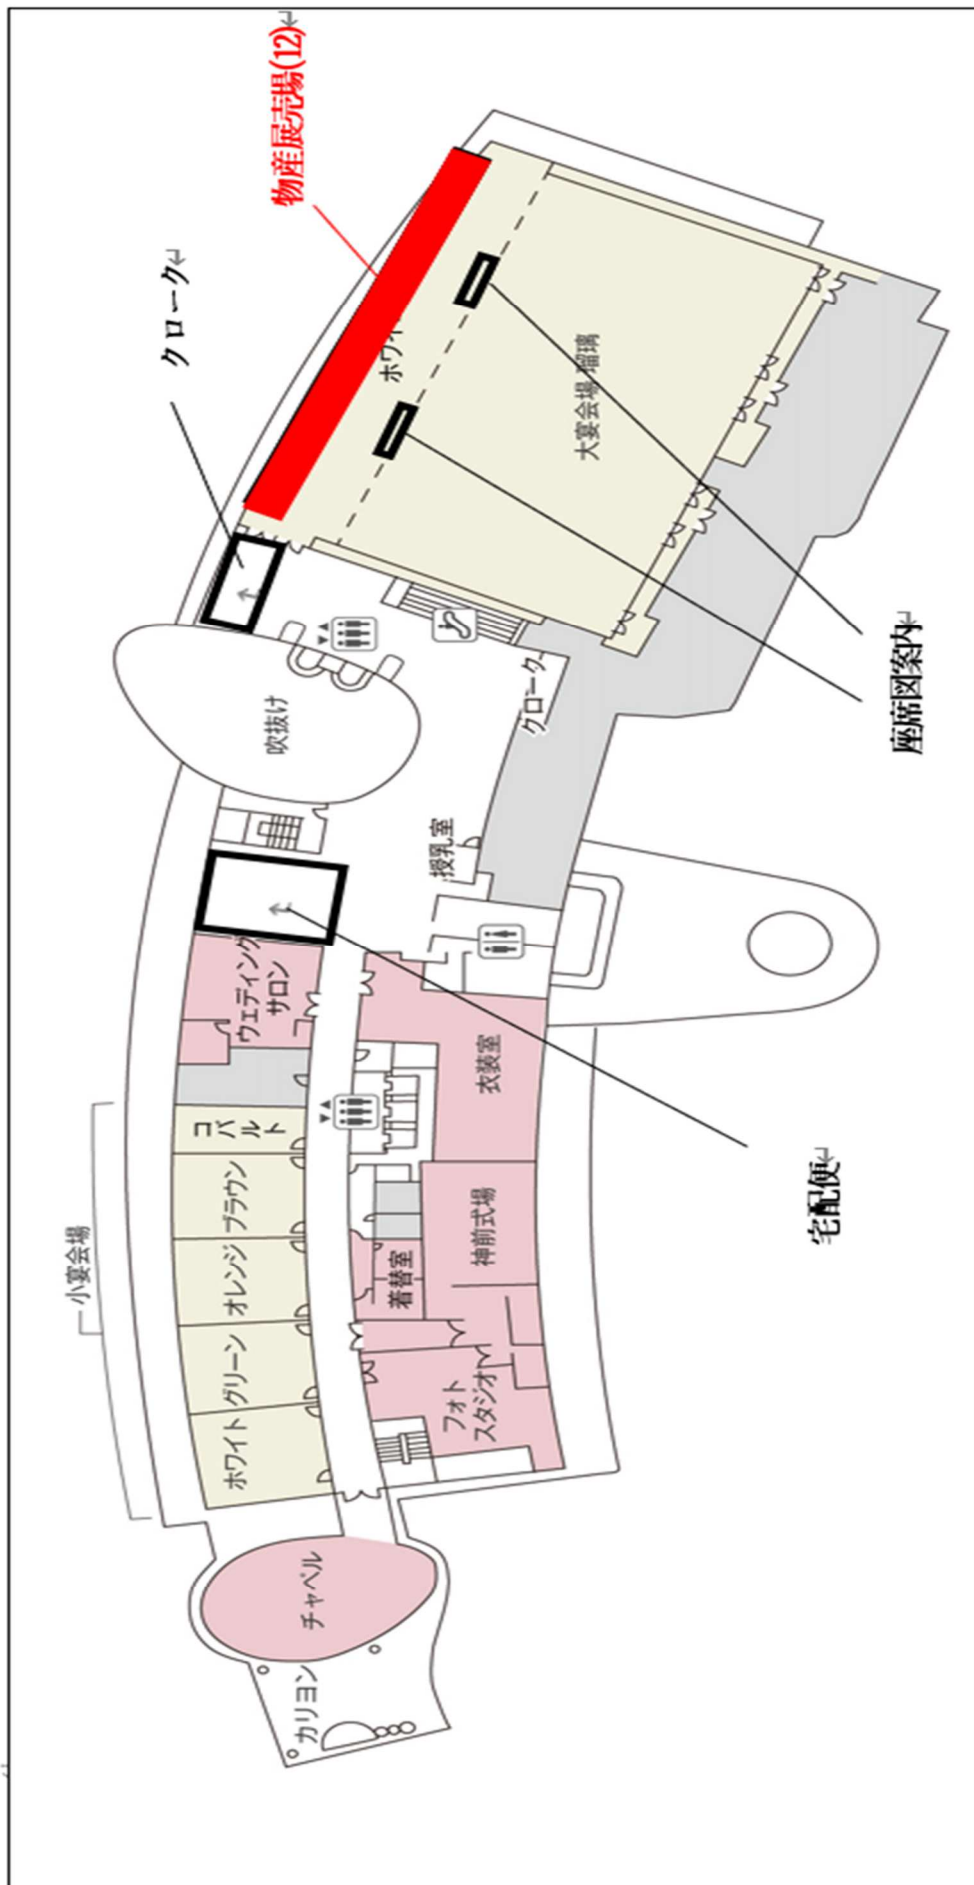 物産展売場(12)
クローク
ホワイ
大宴会場 瑠璃
座席図案内
クローク
吹抜け
授乳室
宅配便
ウェディング
サロン
衣装室
小宴会場
コバルト
ブラウン
オレンジ
グリーン
ホワイト
神前式場
着替室
フォト
スタジオ
チャペル
カリヨン